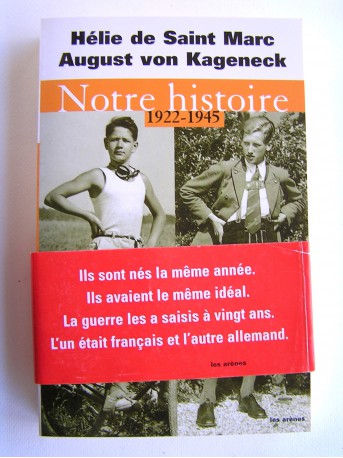 Hélie de Saint Marc
August von Kageneck
Notre histoire
1922-1945
Ils sont nés la même année.
Ils avaient le même idéal.
La guerre les a saisis à vingt ans.
L'un était français et l'autre allemand.
les arènes
les arènes